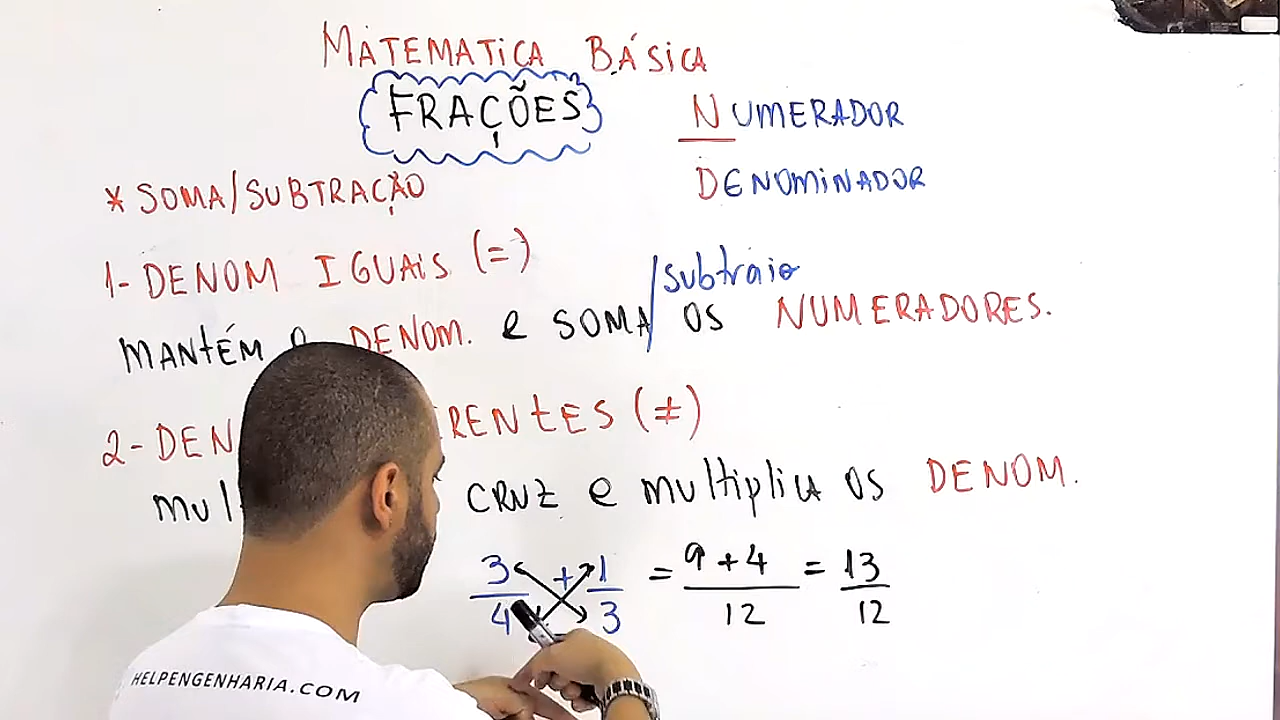 MATEMATICA BÁSICA
FRAÇÕES
NUMERADOR
DENOMINADOR
* SOMA/SUBTRAÇÃO
1- DENOM IGUAIS (=)
/subtraie
MANTÉM O DENOM. e SOMA OS NUMERADORES.
2- DEN RENTES (≠)
mul CRUZ e multiplica os DENOM.
3/4 + 1/3 = 9+4/12 = 13/12
HELPENGENHARIA.COM